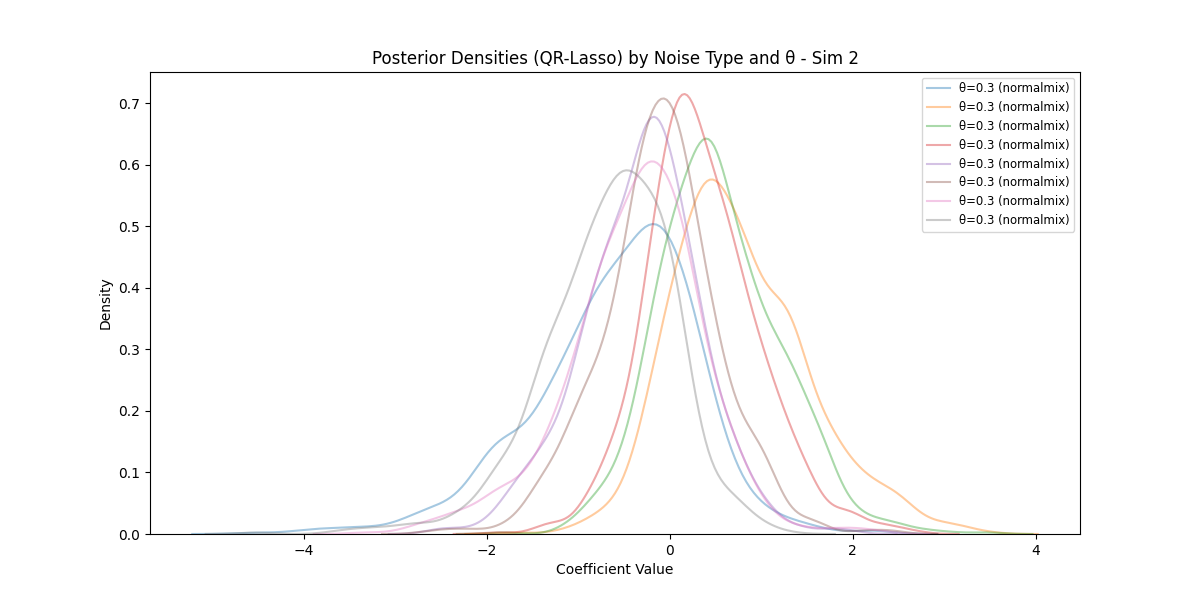 Posterior Densities (QR-Lasso) by Noise Type and θ - Sim 2
θ=0.3 (normalmix)
θ=0.3 (normalmix)
θ=0.3 (normalmix)
θ=0.3 (normalmix)
θ=0.3 (normalmix)
θ=0.3 (normalmix)
θ=0.3 (normalmix)
θ=0.3 (normalmix)
Density
0.7
0.6
0.5
0.4
0.3
0.2
0.1
0.0
−4 −2 0 2 4
Coefficient Value